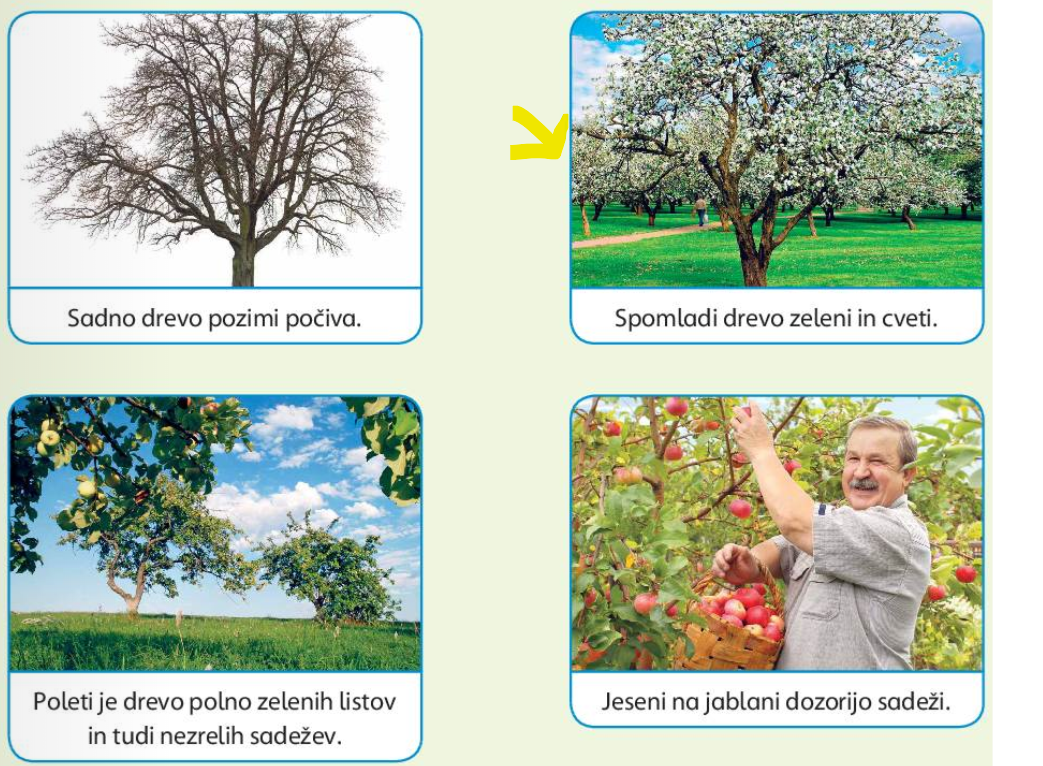 Sadno drevo pozimi počiva.
Spomladi drevo zeleni in cveti.
Poleti je drevo polno zelenih listov
in tudi nezrelih sadežev.
Jeseni na jablani dozorijo sadeži.